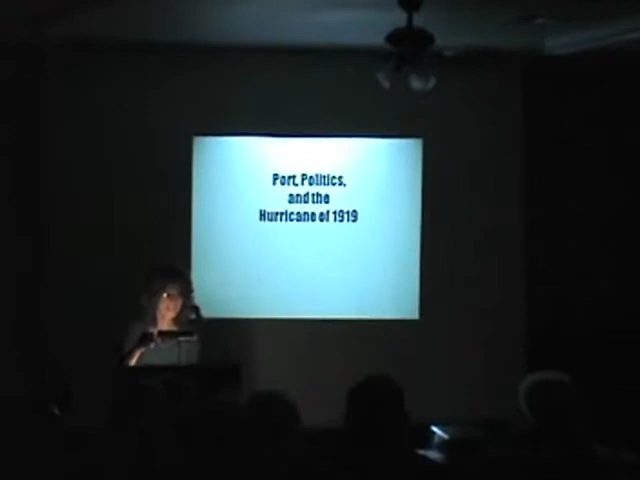 Port, Politics,
and the
Hurricane of 1919